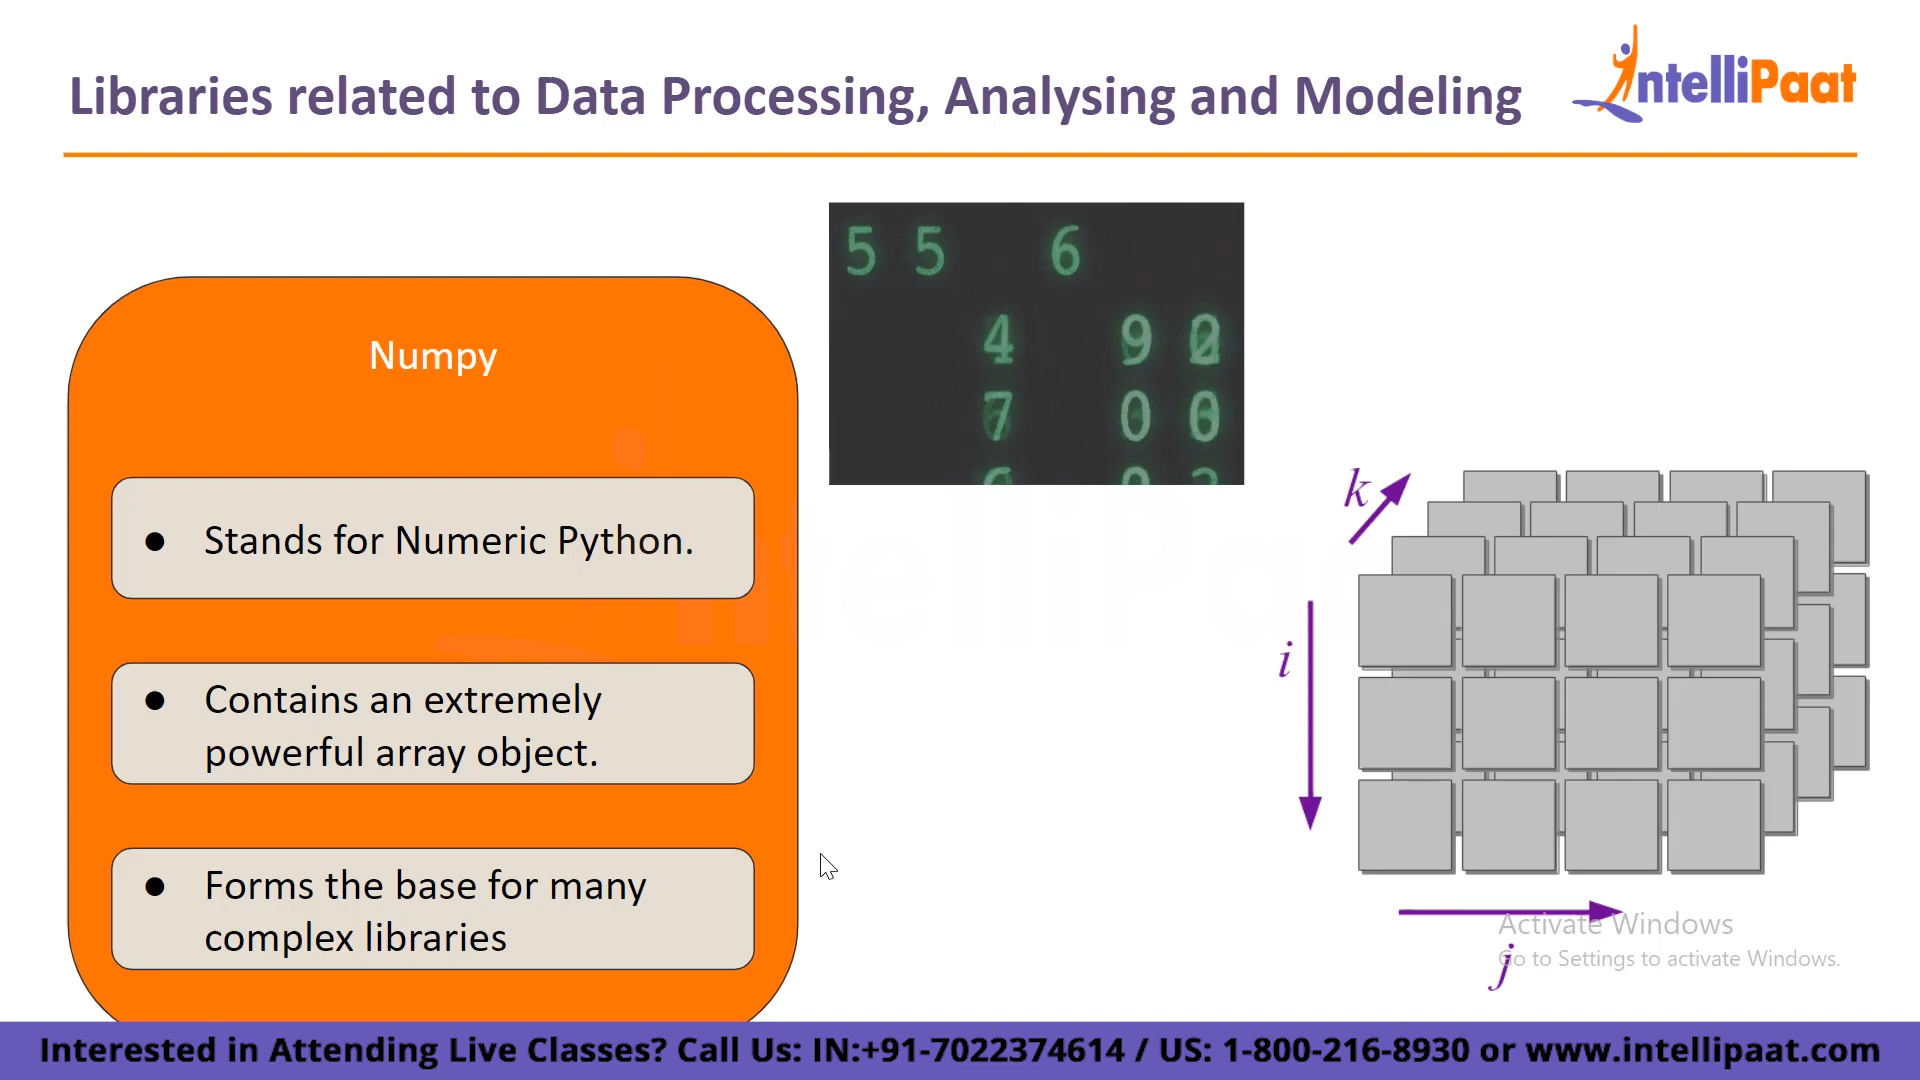 Libraries related to Data Processing, Analysing and Modeling
intelliPaat
5 5 6
4 9
7 0
Numpy
● Stands for Numeric Python.
● Contains an extremely
powerful array object.
● Forms the base for many
complex libraries
k
i
j
Activate Windows
Go to Settings to activate Windows.
Interested in Attending Live Classes? Call Us: IN:+91-7022374614 / US: 1-800-216-8930 or www.intellipaat.com